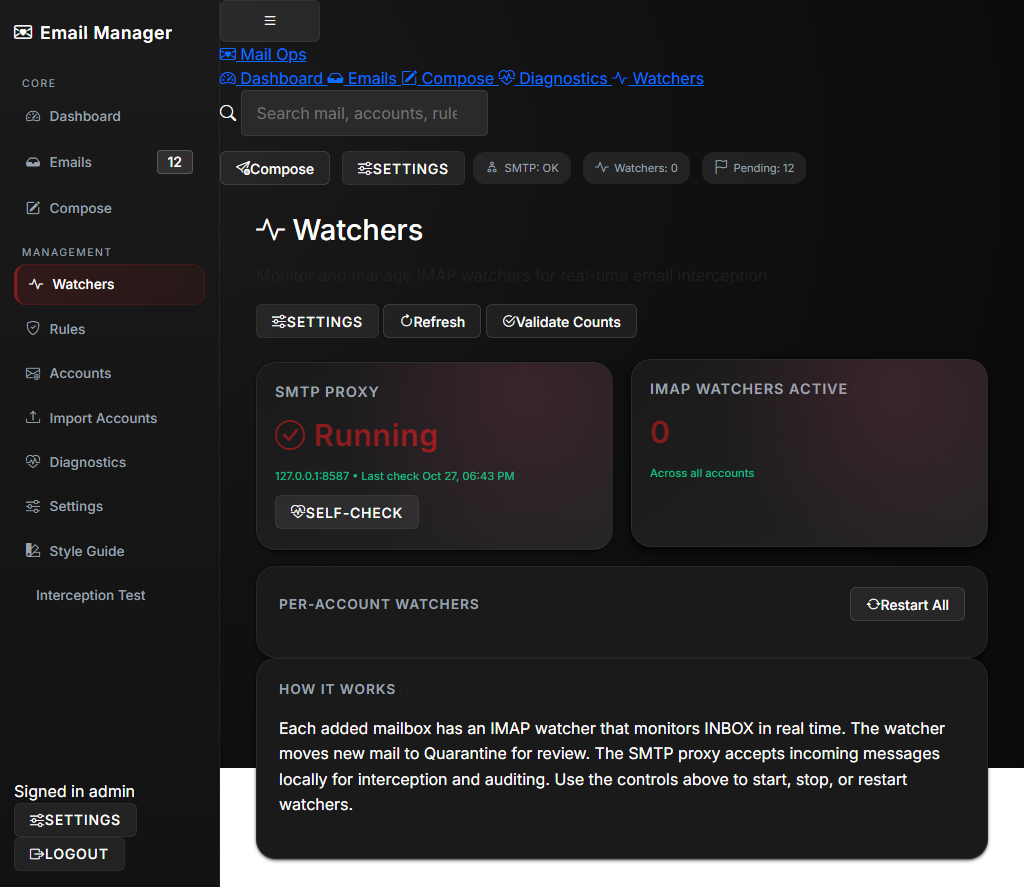 Email Manager
CORE
Dashboard
Emails 12
Compose
MANAGEMENT
Watchers
Rules
Accounts
Import Accounts
Diagnostics
Settings
Style Guide
Interception Test
Signed in admin
SETTINGS
LOGOUT
☰
Mail Ops
Dashboard Emails Compose Diagnostics Watchers
Search mail, accounts, rule
Compose SETTINGS SMTP: OK Watchers: 0 Pending: 12
Watchers
Monitor and manage IMAP watchers for real-time email interception.
SETTINGS Refresh Validate Counts
SMTP PROXY
Running
127.0.0.1:8587 • Last check Oct 27, 06:43 PM
SELF-CHECK
IMAP WATCHERS ACTIVE
0
Across all accounts
PER-ACCOUNT WATCHERS
Restart All
HOW IT WORKS
Each added mailbox has an IMAP watcher that monitors INBOX in real time. The watcher
moves new mail to Quarantine for review. The SMTP proxy accepts incoming messages
locally for interception and auditing. Use the controls above to start, stop, or restart
watchers.